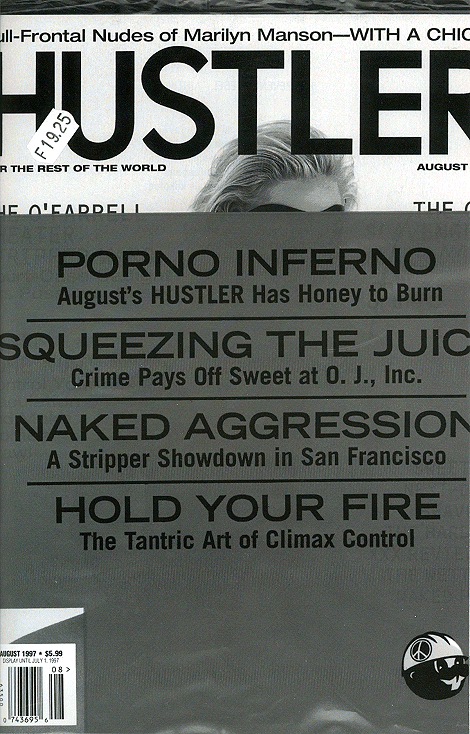 ull-Frontal Nudes of Marilyn Manson—WITH A CHIC
HUSTLER
F19.25
R THE REST OF THE WORLD
AUGUST
HE O'FARRELL
THE
PORNO INFERNO
August's HUSTLER Has Honey to Burn
SQUEEZING THE JUIC
Crime Pays Off Sweet at O. J., Inc.
NAKED AGGRESSION
A Stripper Showdown in San Francisco
HOLD YOUR FIRE
The Tantric Art of Climax Control
AUGUST 1997 • $5.99
DISPLAY UNTIL JULY 1, 1997
08>
0 743695 6